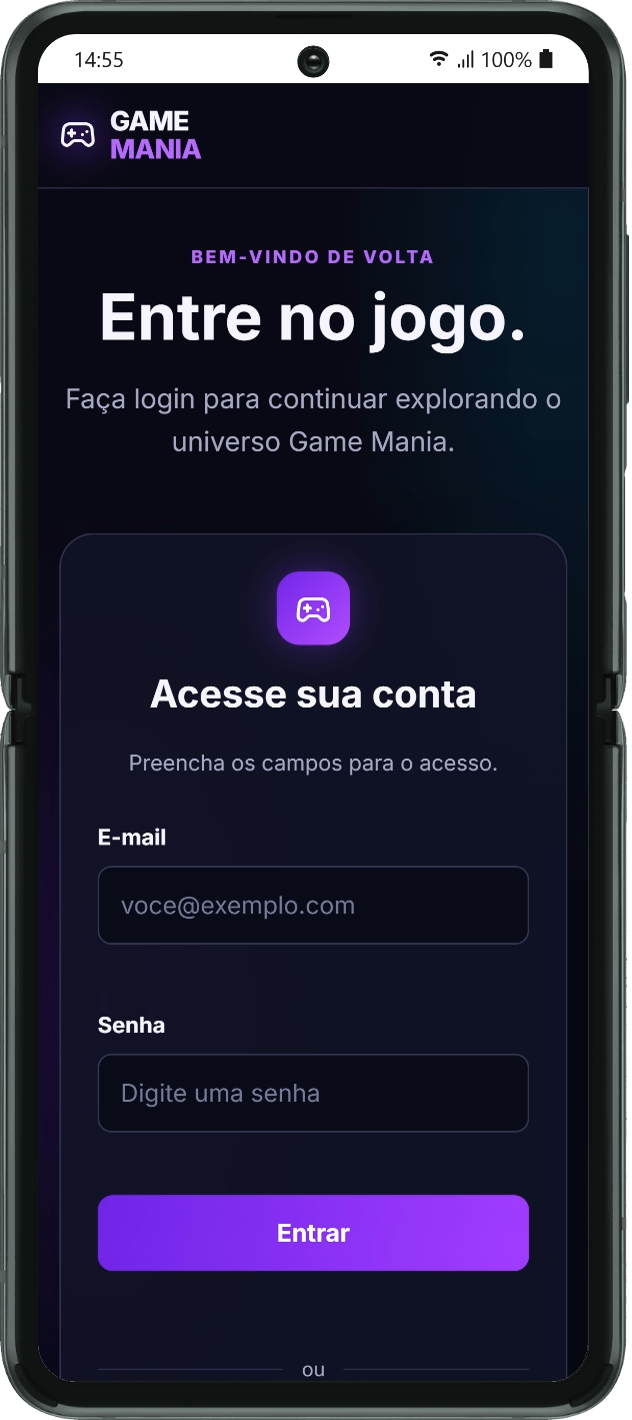 14:55
100%
GAME
MANIA
BEM-VINDO DE VOLTA
Entre no jogo.
Faça login para continuar explorando o
universo Game Mania.
Acesse sua conta
Preencha os campos para o acesso.
E-mail
voce@exemplo.com
Senha
Digite uma senha
Entrar
ou